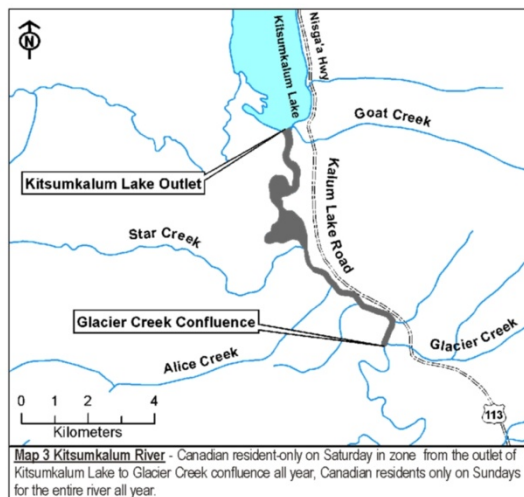 N
Kitsumkalum Lake
Nisga'a Hwy
Goat Creek
Kitsumkalum Lake Outlet
Kalum Lake Road
Star Creek
Glacier Creek Confluence
Glacier Creek
Alice Creek
113
0 1 2 4
Kilometers
Map 3 Kitsumkalum River - Canadian resident-only on Saturday in zone from the outlet of
Kitsumkalum Lake to Glacier Creek confluence all year, Canadian residents only on Sundays
for the entire river all year.